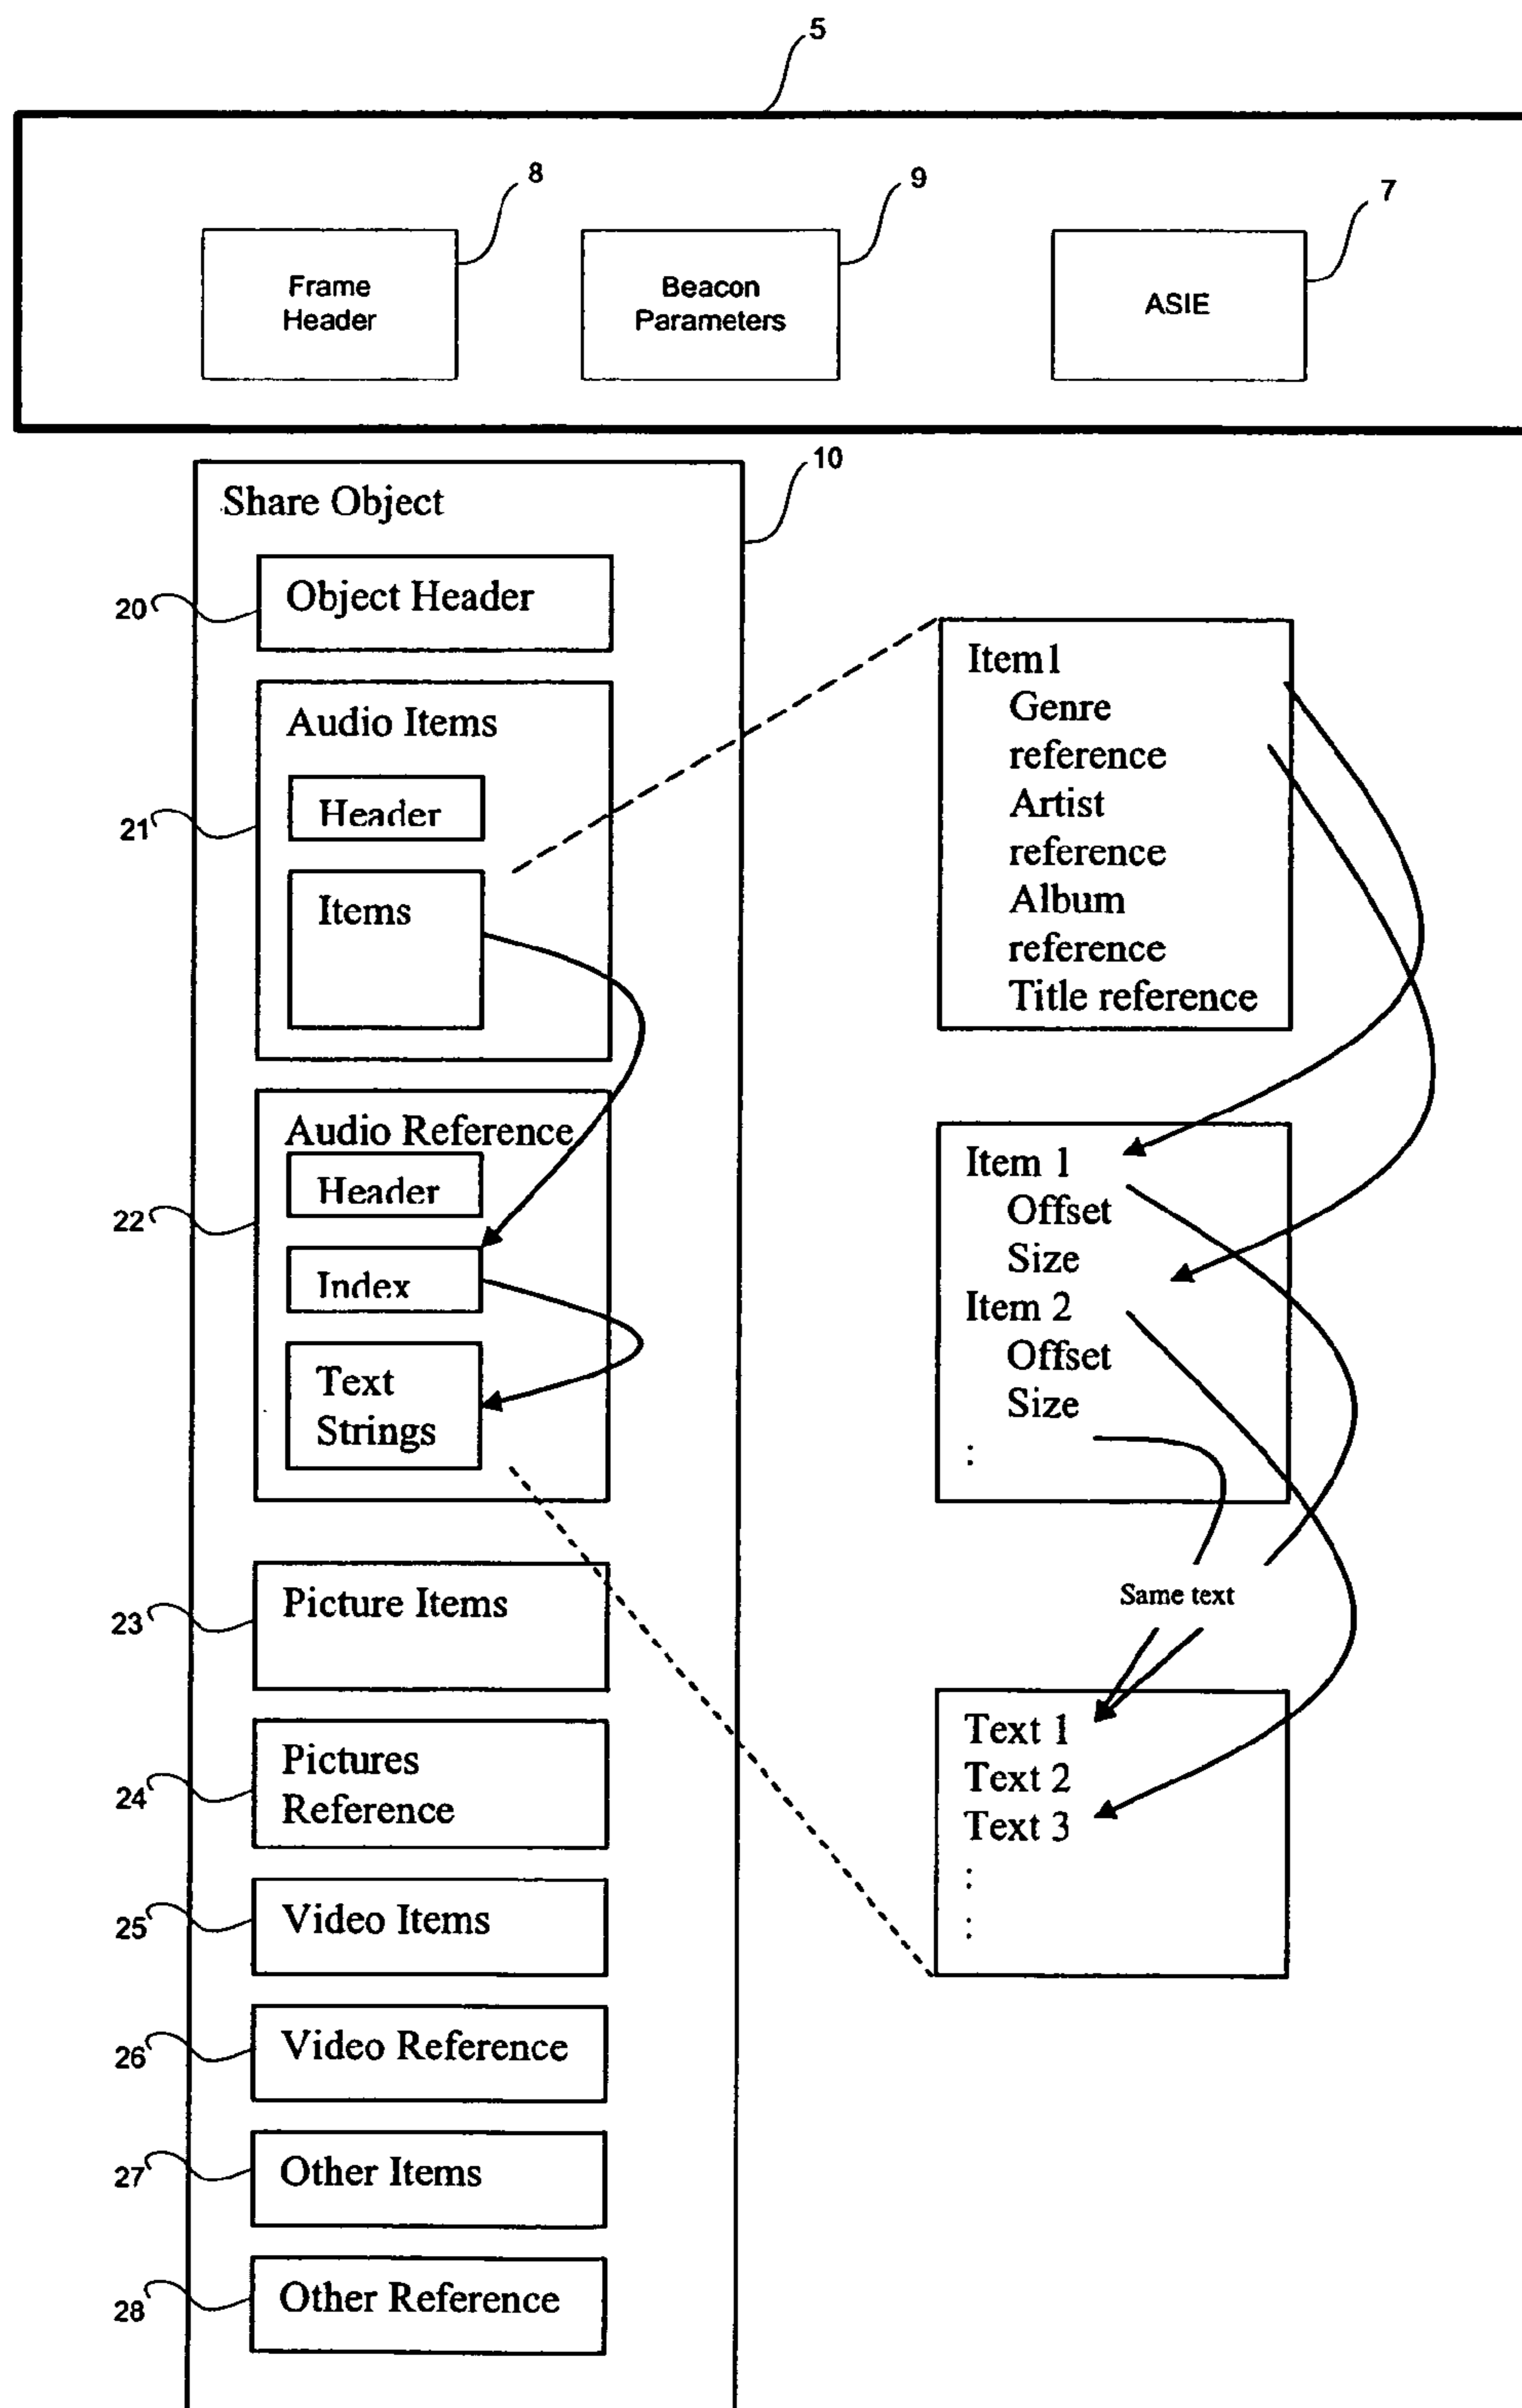 5
8
9
7
Frame
Header
Beacon
Parameters
ASIE
10
Share Object
20
Object Header
21
Audio Items
Header
Items
22
Audio Reference
Header
Index
Text
Strings
23
Picture Items
24
Pictures
Reference
25
Video Items
26
Video Reference
27
Other Items
28
Other Reference
Item1
Genre
reference
Artist
reference
Album
reference
Title reference
Item 1
Offset
Size
Item 2
Offset
Size
:
Same text
Text 1
Text 2
Text 3
:
: